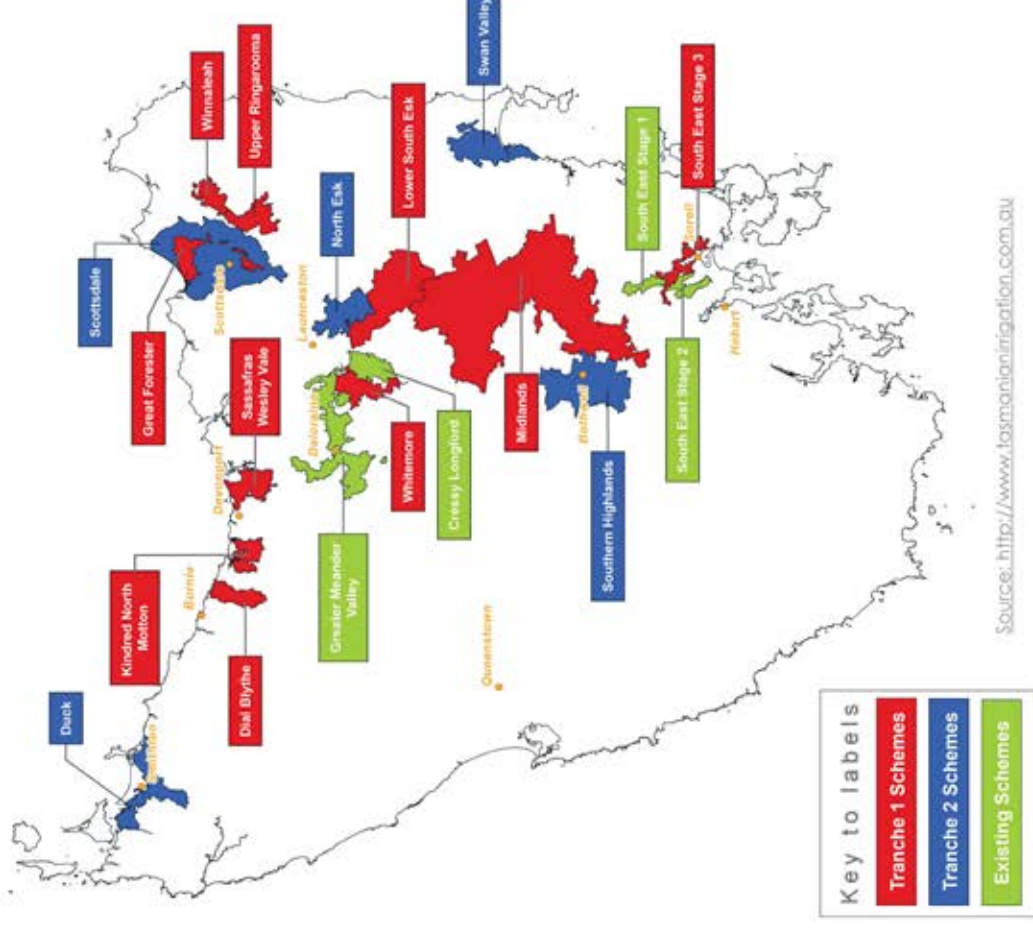 Duck
Smithton
Kindred North
Motton
Burnie
Dial Blythe
Devonport
Great Forester
Sassafras
Wesley Vale
Scottsdale
Scottsdale
Winnaleah
Upper Ringarooma
Launceston
North Esk
Deloraine
Greater Meander
Valley
Whitemore
Cressy Longford
Lower South Esk
Swan Valley
Queenstown
Midlands
Bothwell
Southern Highlands
South East Stage 1
South East Stage 3
South East Stage 2
Sorell
Hobart
Key to labels
Tranche 1 Schemes
Tranche 2 Schemes
Existing Schemes
Source: http://www.tasmanianirrigation.com.au